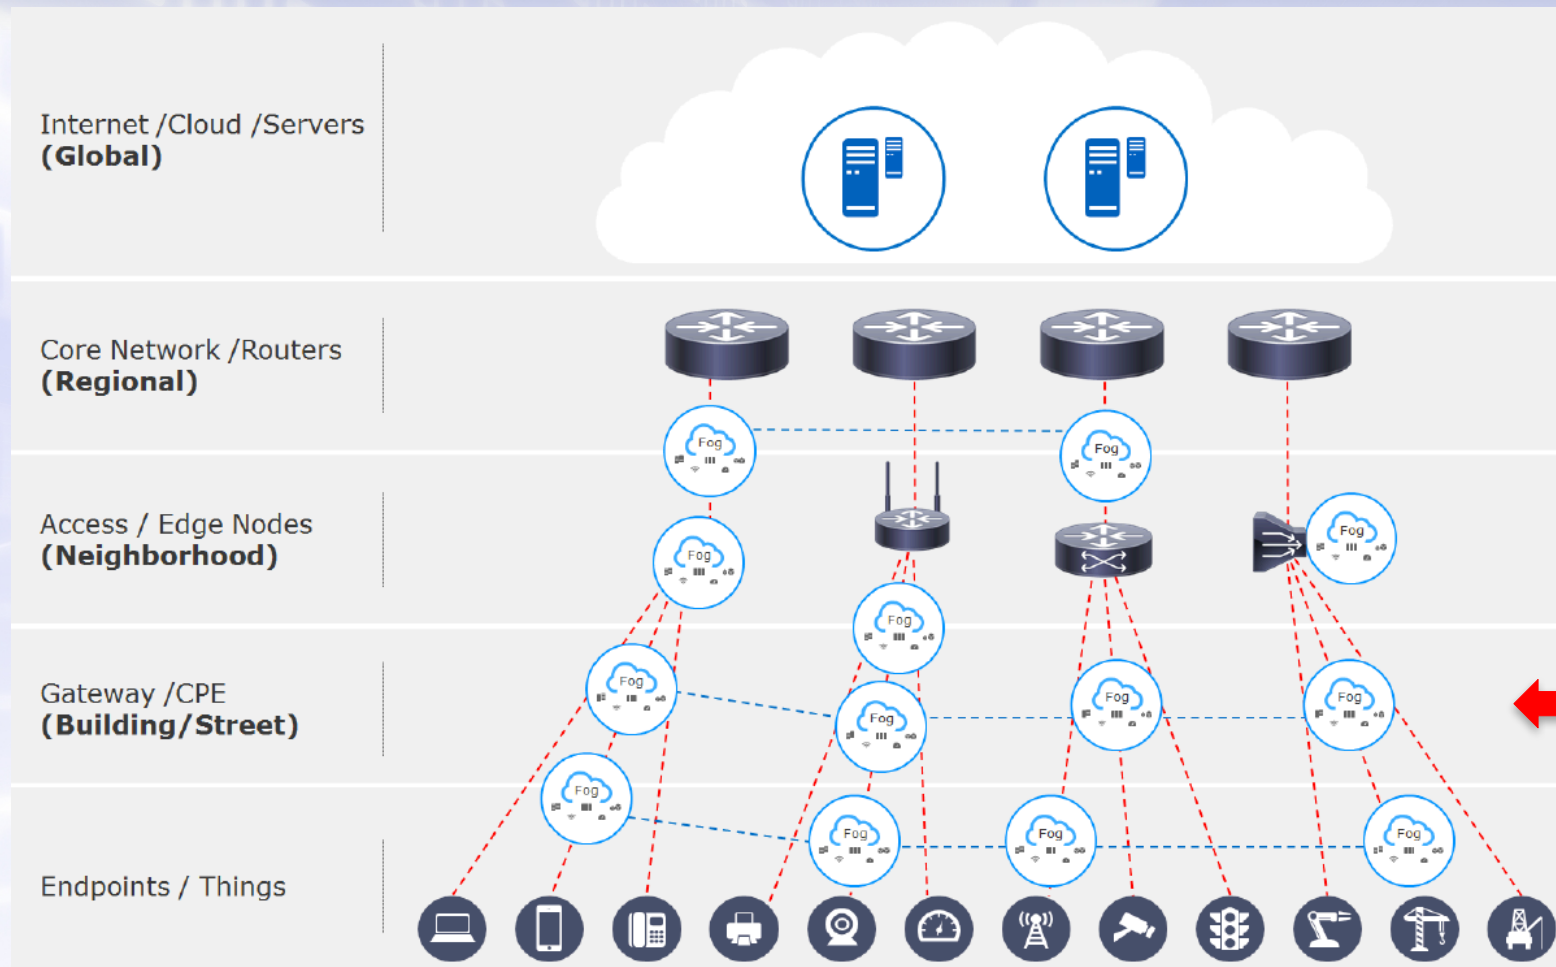 Internet /Cloud /Servers
(Global)
Core Network /Routers
(Regional)
Fog
Fog
Access / Edge Nodes
(Neighborhood)
Fog
Fog
Fog
Gateway /CPE
(Building/Street)
Fog
Fog
Fog
Fog
Fog
Fog
Fog
Fog
Endpoints / Things